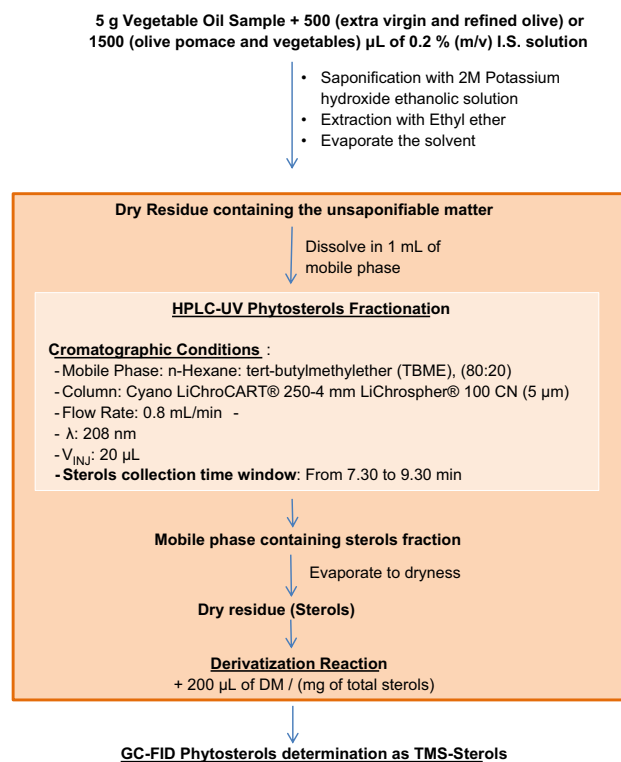 5 g Vegetable Oil Sample + 500 (extra virgin and refined olive) or
1500 (olive pomace and vegetables) µL of 0.2 % (m/v) I.S. solution
• Saponification with 2M Potassium
hydroxide ethanolic solution
• Extraction with Ethyl ether
• Evaporate the solvent
Dry Residue containing the unsaponifiable matter
Dissolve in 1 mL of
mobile phase
HPLC-UV Phytosterols Fractionation
Cromatographic Conditions :
- Mobile Phase: n-Hexane: tert-butylmethylether (TBME), (80:20)
- Column: Cyano LiChroCART® 250-4 mm LiChrospher® 100 CN (5 µm)
- Flow Rate: 0.8 mL/min -
- λ: 208 nm
- VINJ: 20 µL
- Sterols collection time window: From 7.30 to 9.30 min
Mobile phase containing sterols fraction
Evaporate to dryness
Dry residue (Sterols)
Derivatization Reaction
+ 200 µL of DM / (mg of total sterols)
GC-FID Phytosterols determination as TMS-Sterols